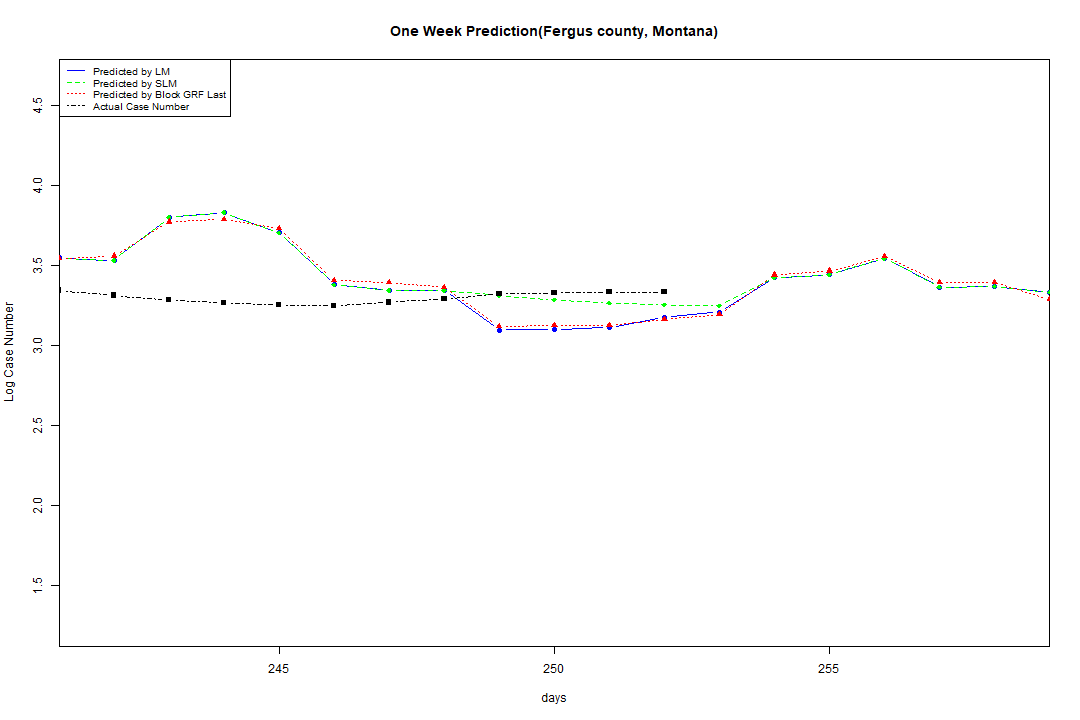 One Week Prediction(Fergus county, Montana)
Predicted by LM
Predicted by SLM
Predicted by Block GRF Last
Actual Case Number
4.5
4.0
3.5
3.0
2.5
2.0
1.5
Log Case Number
245
250
255
days